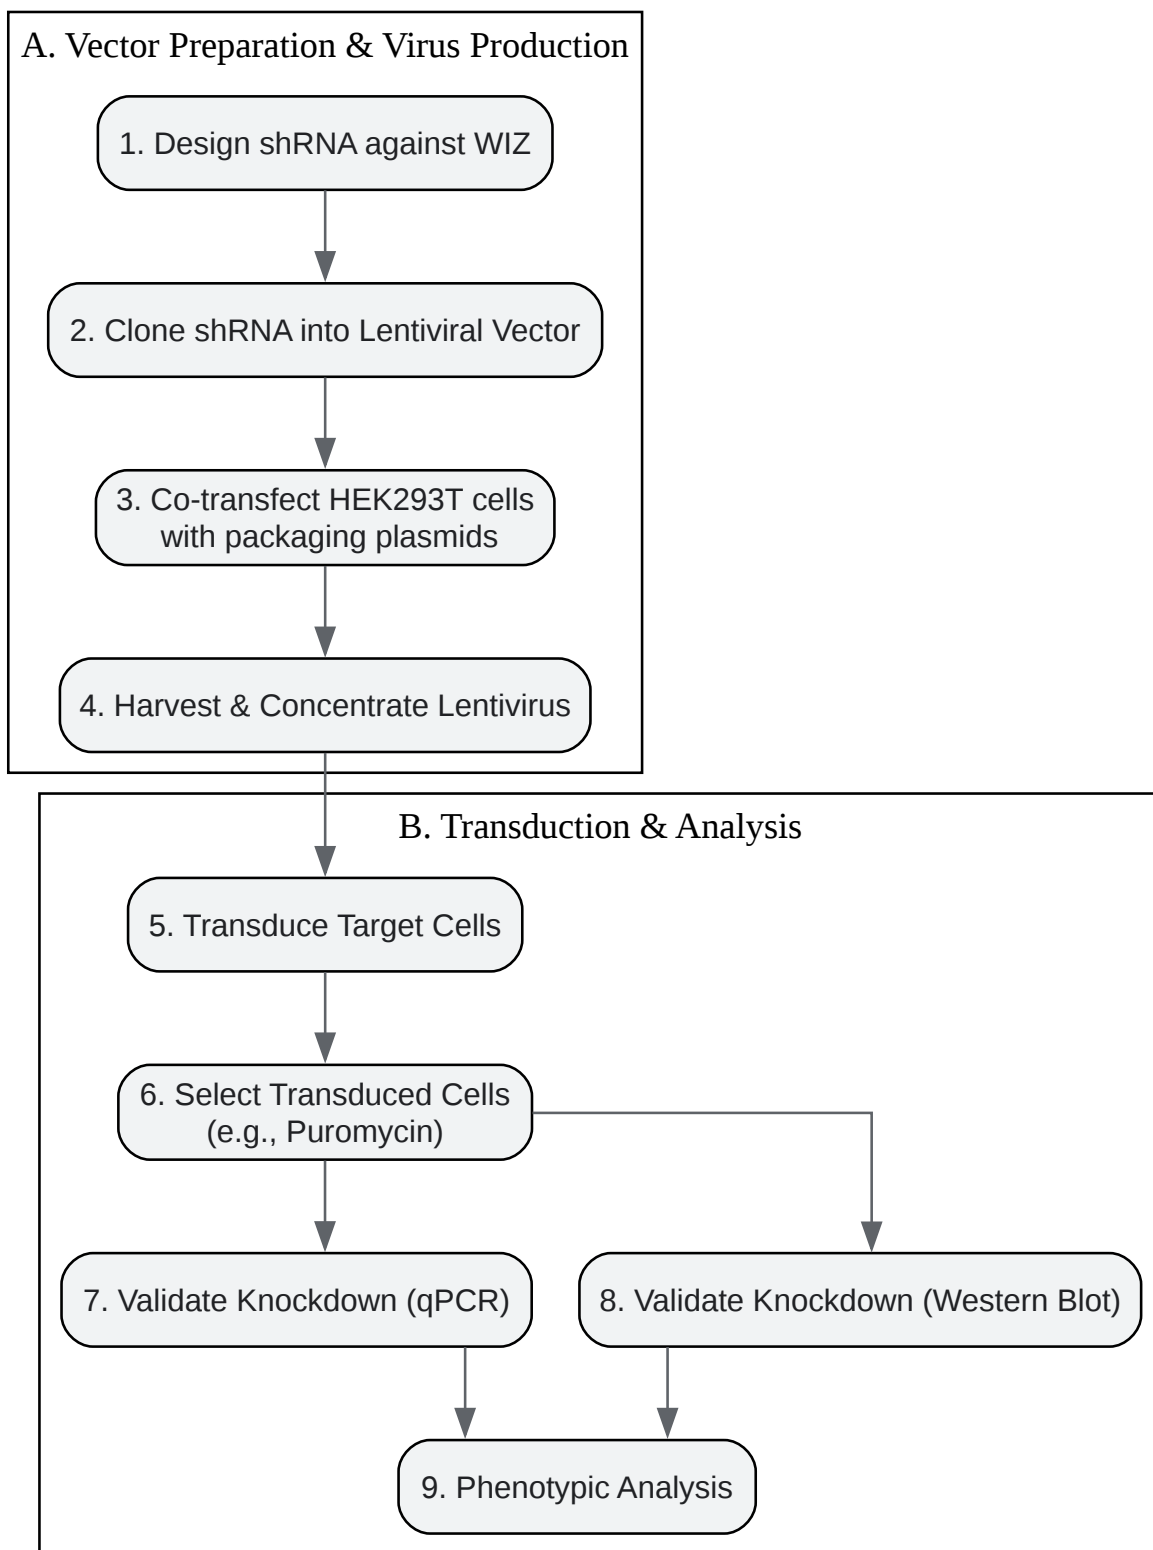 A. Vector Preparation & Virus Production
1. Design shRNA against WIZ
2. Clone shRNA into Lentiviral Vector
3. Co-transfect HEK293T cells
with packaging plasmids
4. Harvest & Concentrate Lentivirus
B. Transduction & Analysis
5. Transduce Target Cells
6. Select Transduced Cells
(e.g., Puromycin)
7. Validate Knockdown (qPCR)
8. Validate Knockdown (Western Blot)
9. Phenotypic Analysis